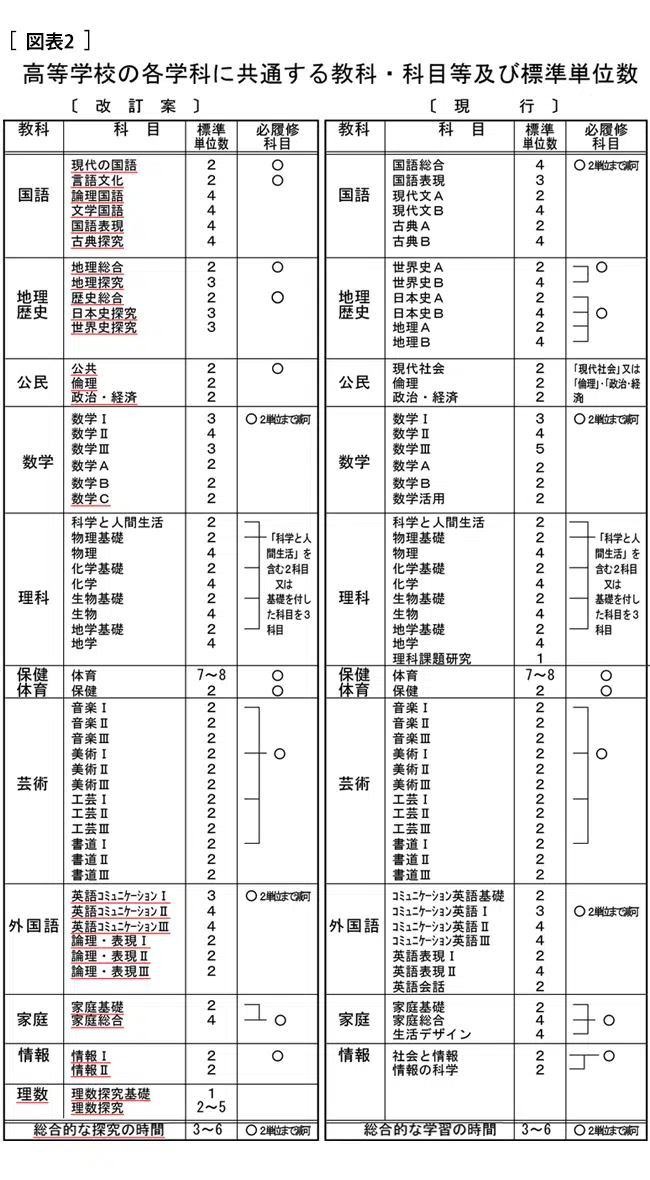 ［ 図表2 ］
高等学校の各学科に共通する教科・科目等及び標準単位数
〔 改 訂 案 〕
教科 科 目 標準単位数 必履修科目
国語 現代の国語 2 ○
言語文化 2 ○
論理国語 4
文学国語 4
国語表現 4
古典探究 4
地理歴史 地理総合 2 ○
地理探究 3
歴史総合 2 ○
日本史探究 3
世界史探究 3
公民 公共 2 ○
倫理 2
政治・経済 2
数学 数学Ⅰ 3 ○2単位まで減可
数学Ⅱ 4
数学Ⅲ 3
数学A 2
数学B 2
数学C 2
理科 科学と人間生活 2
物理基礎 2
物理 4
化学基礎 2
化学 4
生物基礎 2
生物 4
地学基礎 2
地学 4
「科学と人
間生活」を
含む2科目
又は
基礎を付し
た科目を3
科目
保健体育 体育 7～8 ○
保健 2 ○
芸術 音楽Ⅰ 2
音楽Ⅱ 2
音楽Ⅲ 2
美術Ⅰ 2 ○
美術Ⅱ 2
美術Ⅲ 2
工芸Ⅰ 2
工芸Ⅱ 2
工芸Ⅲ 2
書道Ⅰ 2
書道Ⅱ 2
書道Ⅲ 2
外国語 英語ｺﾐｭﾆｹｰｼｮﾝⅠ 3 ○2単位まで減可
英語ｺﾐｭﾆｹｰｼｮﾝⅡ 4
英語ｺﾐｭﾆｹｰｼｮﾝⅢ 4
論理・表現Ⅰ 2
論理・表現Ⅱ 2
論理・表現Ⅲ 2
家庭 家庭基礎 2
家庭総合 4 ○
情報 情報Ⅰ 2 ○
情報Ⅱ 2
理数 理数探究基礎 1
理数探究 2～5
総合的な探究の時間 3～6 ○2単位まで減可
〔 現 行 〕
教科 科 目 標準単位数 必履修科目
国語 国語総合 4 ○2単位まで減可
国語表現 3
現代文A 2
現代文B 4
古典A 2
古典B 4
地理歴史 世界史A 2 ○
世界史B 4
日本史A 2
日本史B 4 ○
地理A 2
地理B 4
公民 現代社会 2 「現代社会」又は
倫理 2 「倫理」・「政治・経
政治・経済 2 済」
数学 数学Ⅰ 3 ○2単位まで減可
数学Ⅱ 4
数学Ⅲ 5
数学A 2
数学B 2
数学活用 2
理科 科学と人間生活 2
物理基礎 2
物理 4
化学基礎 2
化学 4
生物基礎 2
生物 4
地学基礎 2
地学 4
理科課題研究 1
「科学と人
間生活」を
含む2科目
又は
基礎を付し
た科目を3
科目
保健体育 体育 7～8 ○
保健 2 ○
芸術 音楽Ⅰ 2
音楽Ⅱ 2
音楽Ⅲ 2
美術Ⅰ 2 ○
美術Ⅱ 2
美術Ⅲ 2
工芸Ⅰ 2
工芸Ⅱ 2
工芸Ⅲ 2
書道Ⅰ 2
書道Ⅱ 2
書道Ⅲ 2
外国語 ｺﾐｭﾆｹｰｼｮﾝ英語基礎 2
ｺﾐｭﾆｹｰｼｮﾝ英語Ⅰ 3 ○2単位まで減可
ｺﾐｭﾆｹｰｼｮﾝ英語Ⅱ 4
ｺﾐｭﾆｹｰｼｮﾝ英語Ⅲ 4
英語表現Ⅰ 2
英語表現Ⅱ 4
英語会話 2
家庭 家庭基礎 2
家庭総合 4 ○
生活デザイン 4
情報 社会と情報 2 ○
情報の科学 2
総合的な学習の時間 3～6 ○2単位まで減可